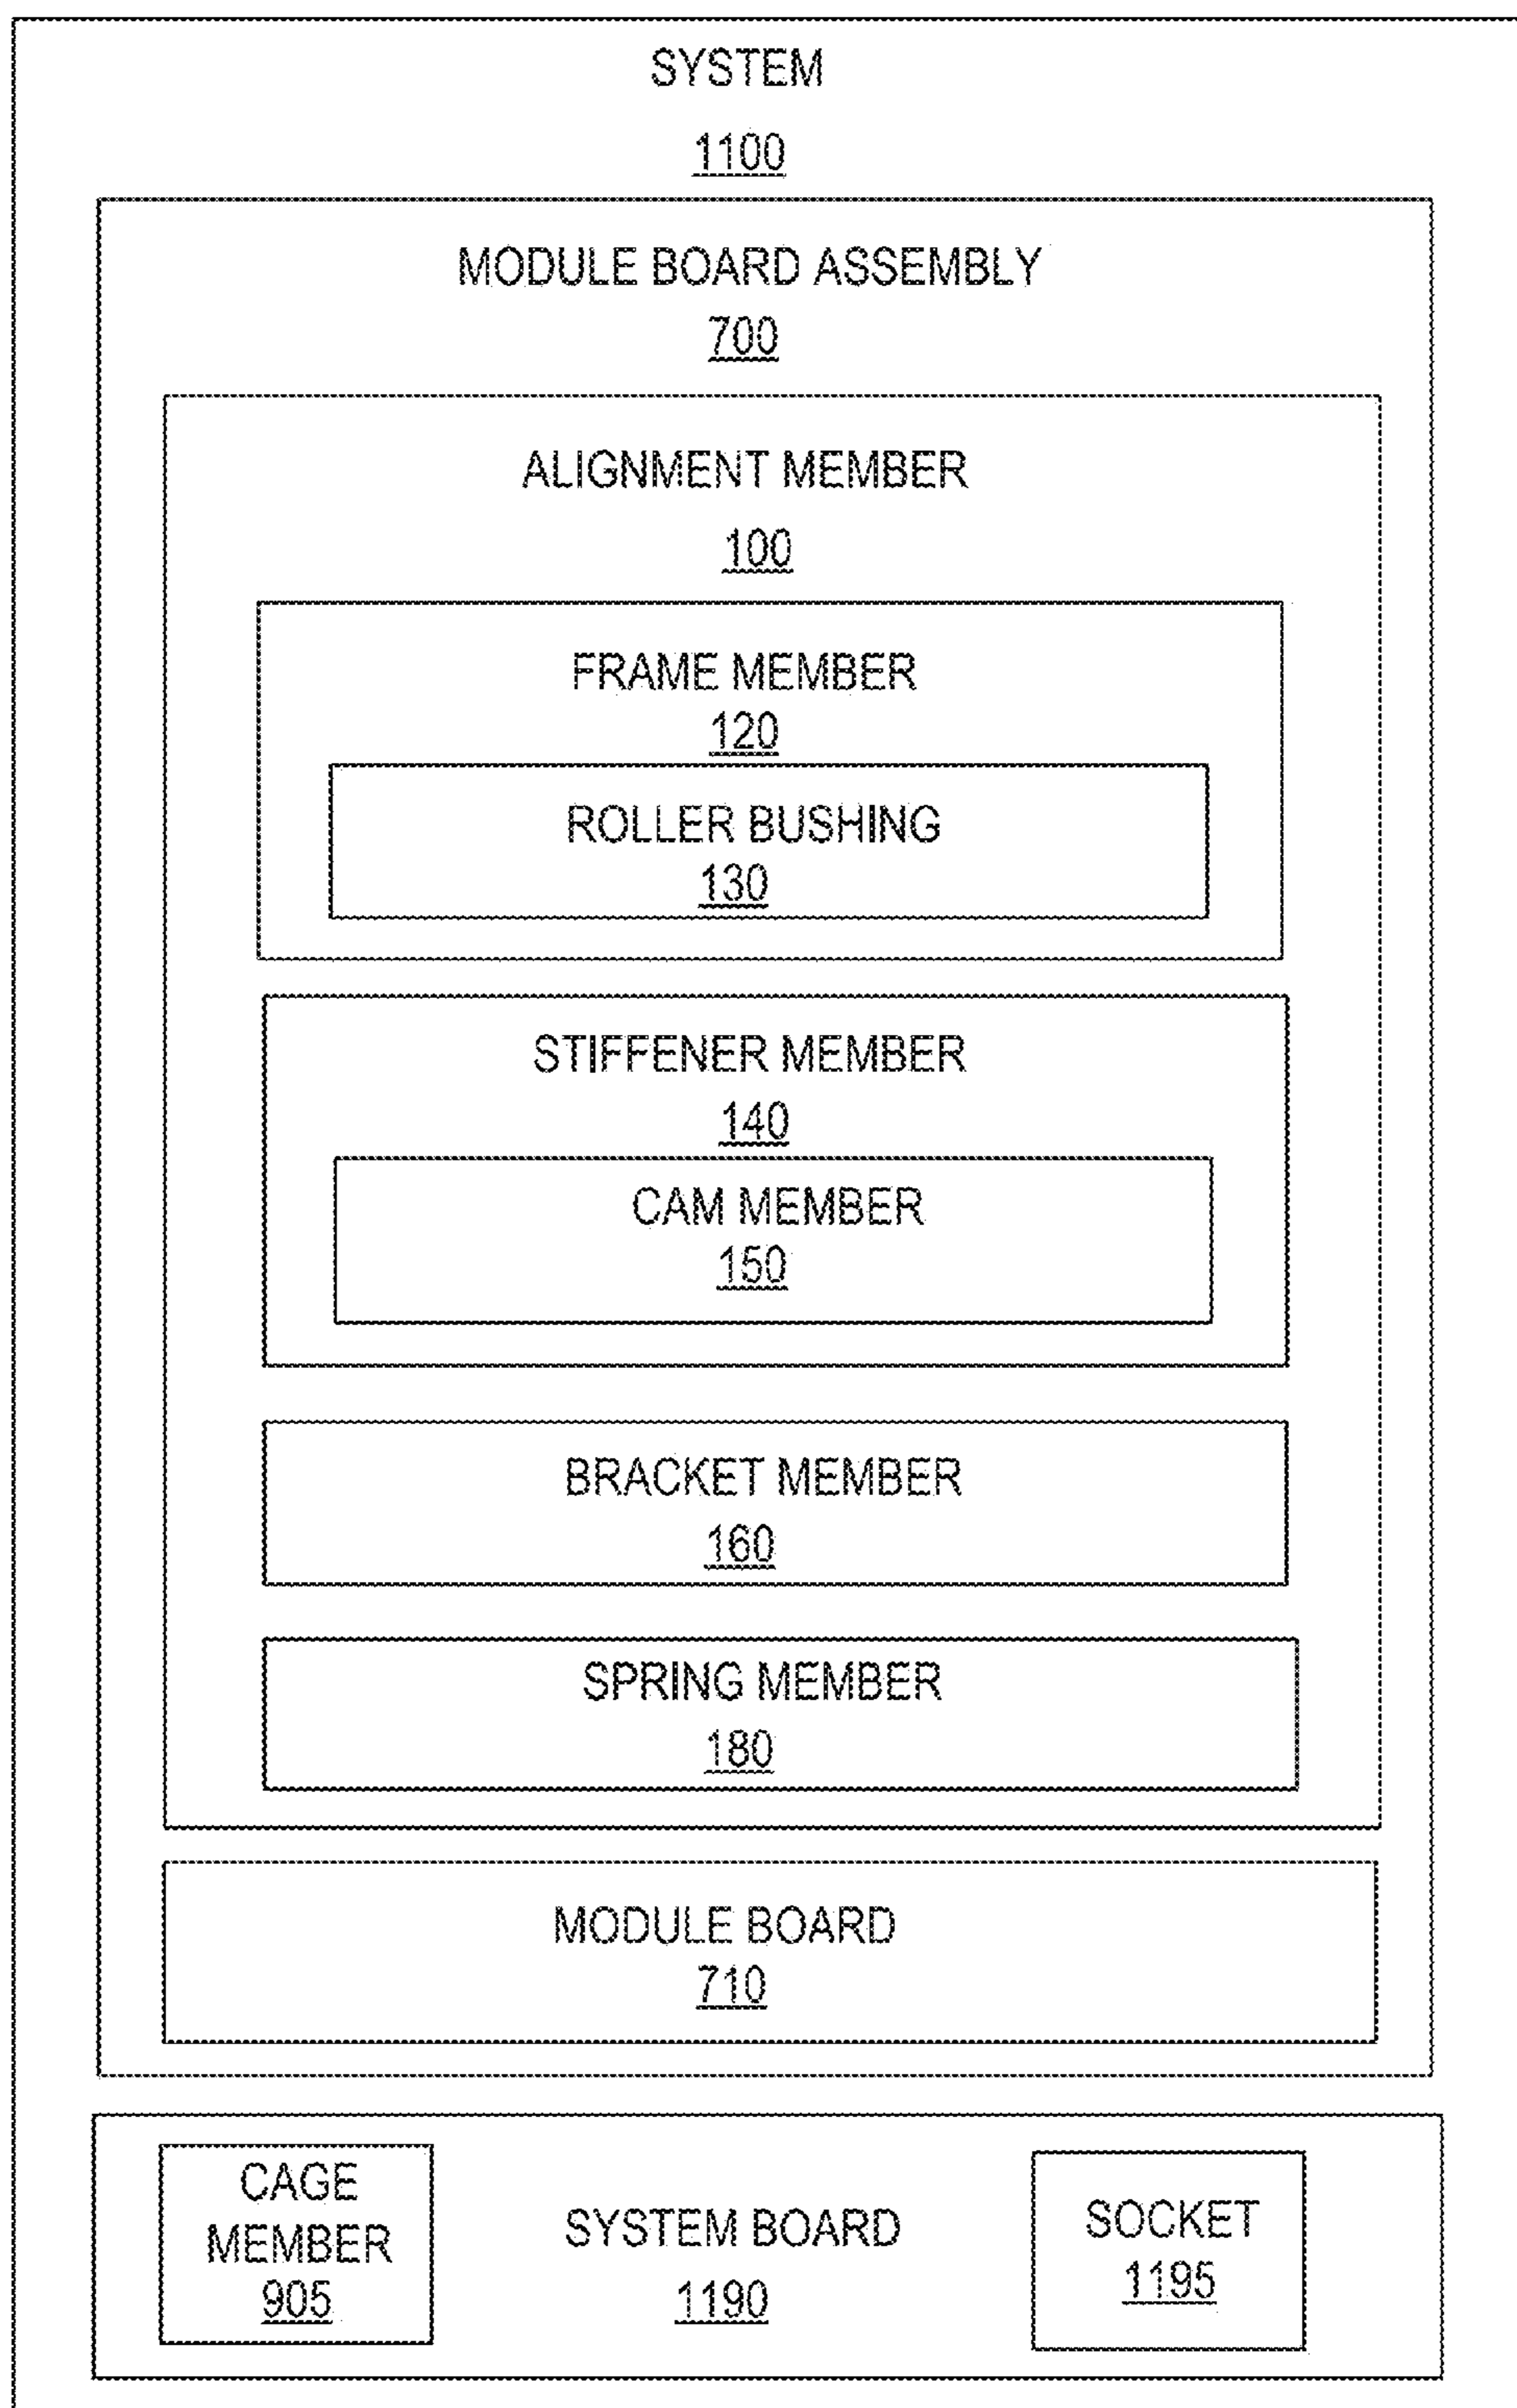 SYSTEM
1100
MODULE BOARD ASSEMBLY
700
ALIGNMENT MEMBER
100
FRAME MEMBER
120
ROLLER BUSHING
130
STIFFENER MEMBER
140
CAM MEMBER
150
BRACKET MEMBER
160
SPRING MEMBER
180
MODULE BOARD
710
CAGE
MEMBER
905
SYSTEM BOARD
1190
SOCKET
1195